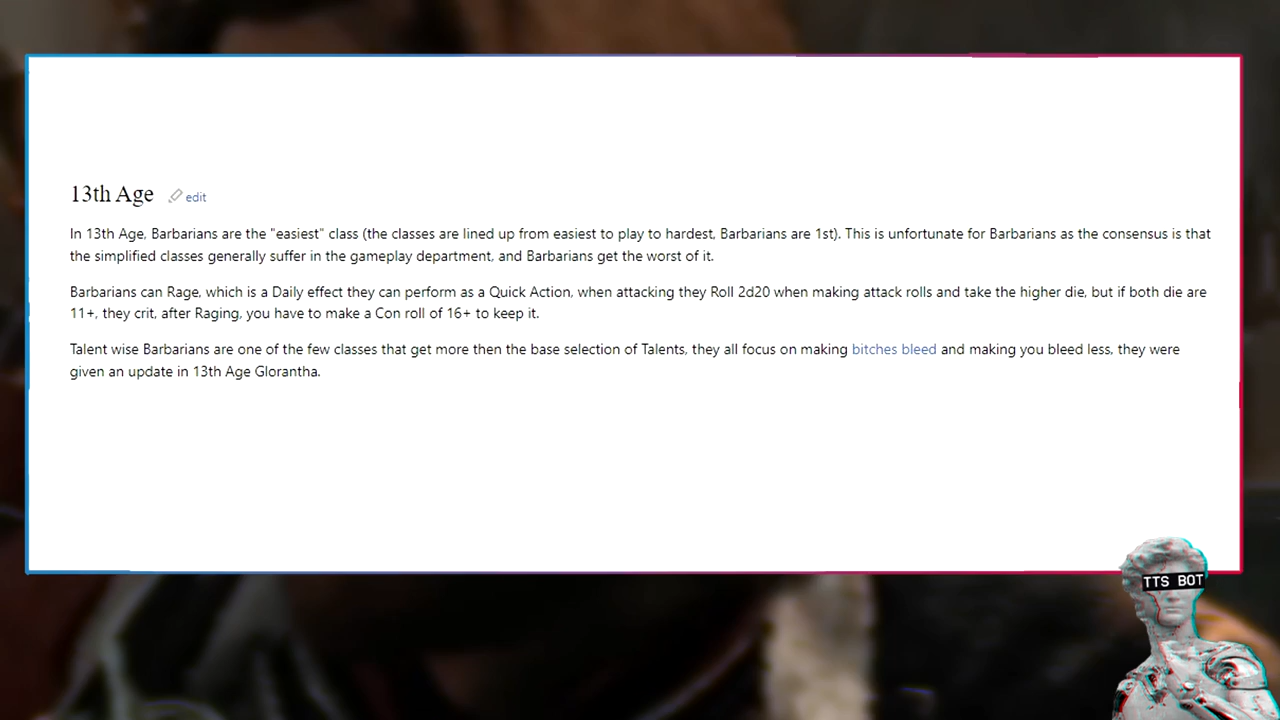 13th Age edit
In 13th Age, Barbarians are the "easiest" class (the classes are lined up from easiest to play to hardest, Barbarians are 1st). This is unfortunate for Barbarians as the consensus is that
the simplified classes generally suffer in the gameplay department, and Barbarians get the worst of it.
Barbarians can Rage, which is a Daily effect they can perform as a Quick Action, when attacking they Roll 2d20 when making attack rolls and take the higher die, but if both die are
11+, they crit, after Raging, you have to make a Con roll of 16+ to keep it.
Talent wise Barbarians are one of the few classes that get more then the base selection of Talents, they all focus on making bitches bleed and making you bleed less, they were
given an update in 13th Age Glorantha.
TTS BOT